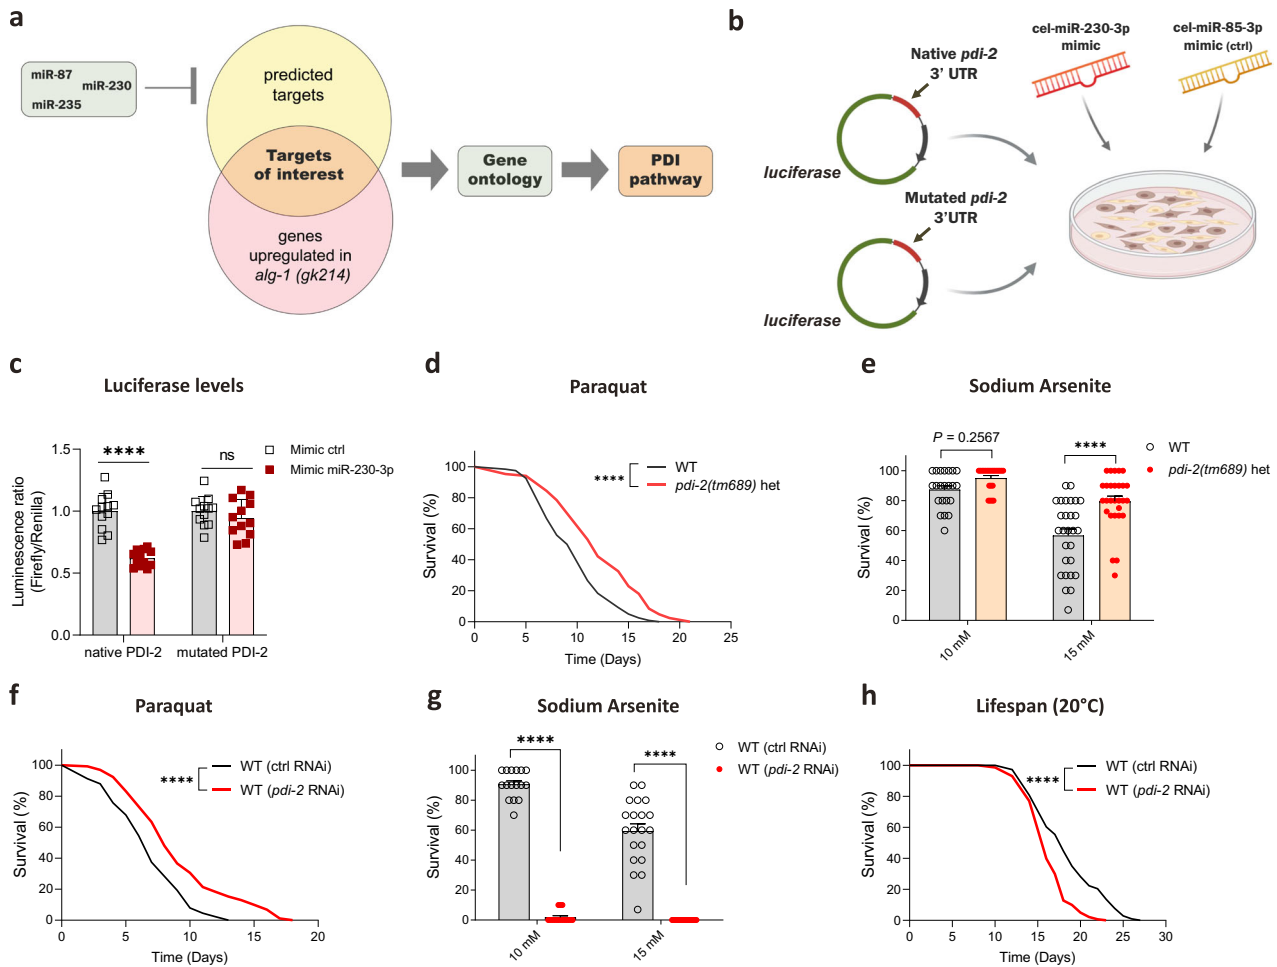 a
miR-87
miR-230
miR-235
predicted
targets
Targets
of interest
genes
upregulated in
alg-1 (gk214)
Gene
ontology
PDI
pathway
b
cel-miR-230-3p
mimic
cel-miR-85-3p
mimic (ctrl)
Native pdi-2
3' UTR
luciferase
Mutated pdi-2
3'UTR
luciferase
c
Luciferase levels
Luminescence ratio
(Firefly/Renilla)
1.5
1.0
0.5
0.0
****
ns
Mimic ctrl
Mimic miR-230-3p
native PDI-2
mutated PDI-2
d
Paraquat
Survival (%)
100
80
60
40
20
0
****
WT
pdi-2(tm689) het
0 5 10 15 20 25
Time (Days)
e
Sodium Arsenite
P = 0.2567
****
WT
pdi-2(tm689) het
Survival (%)
100
80
60
40
20
0
10 mM
15 mM
f
Paraquat
Survival (%)
100
80
60
40
20
0
****
WT (ctrl RNAi)
WT (pdi-2 RNAi)
0 5 10 15 20
Time (Days)
g
Sodium Arsenite
****
****
WT (ctrl RNAi)
WT (pdi-2 RNAi)
Survival (%)
100
80
60
40
20
0
10 mM
15 mM
h
Lifespan (20°C)
Survival (%)
100
80
60
40
20
0
****
WT (ctrl RNAi)
WT (pdi-2 RNAi)
0 5 10 15 20 25 30
Time (Days)